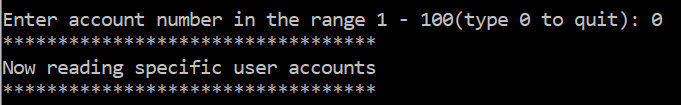 Enter account number in the range 1 - 100(type 0 to quit): 0
**********************************
Now reading specific user accounts
**********************************